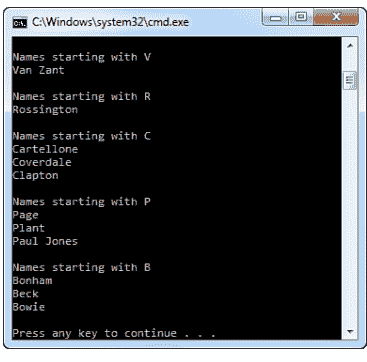 C:\Windows\system32\cmd.exe
Names starting with V
Van Zant
Names starting with R
Rossington
Names starting with C
Cartellone
Coverdale
Clapton
Names starting with P
Page
Plant
Paul Jones
Names starting with B
Bonham
Beck
Bowie
Press any key to continue . . .